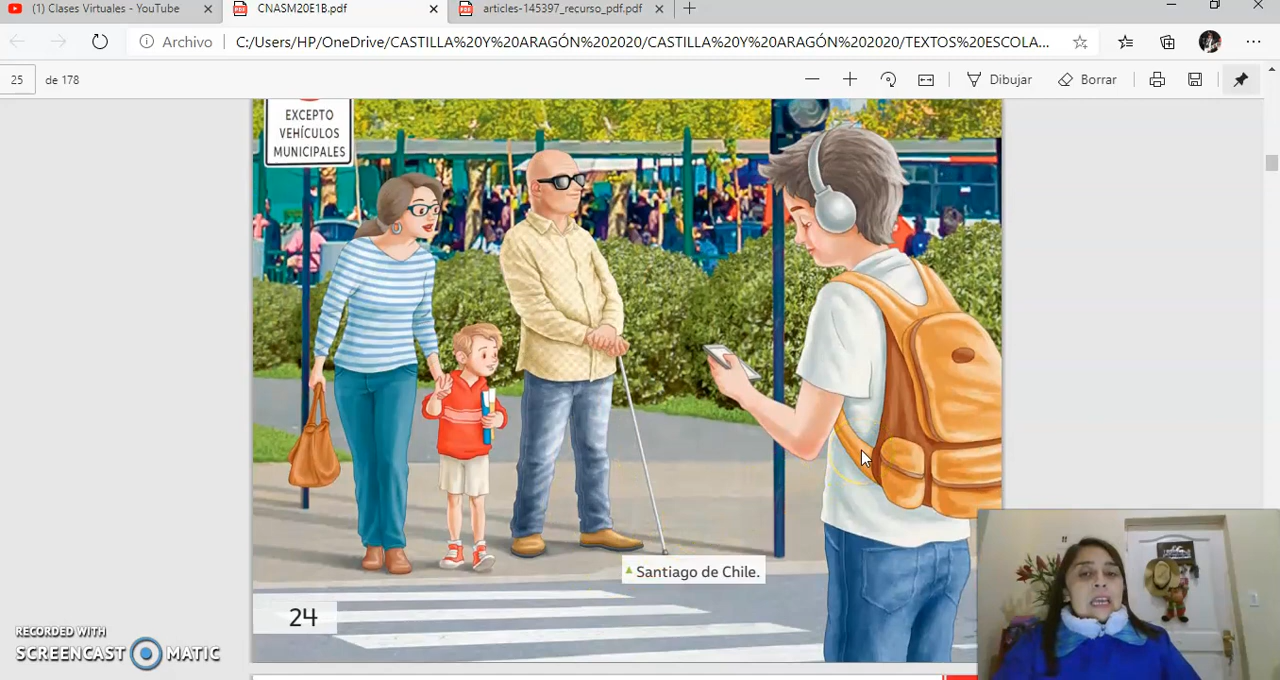 (1) Clases Virtuales - YouTube
CNASM20E1B.pdf
articles-145397_recurso_pdf.pdf
Archivo
C:/Users/HP/OneDrive/CASTILLA%20Y%20ARAGÓN%202020/CASTILLA%20Y%20ARAGÓN%202020/TEXTOS%20ESCOLA...
25
de 178
Dibujar
Borrar
EXCEPTO
VEHÍCULOS
MUNICIPALES
Santiago de Chile.
24
RECORDED WITH
SCREENCAST MATIC